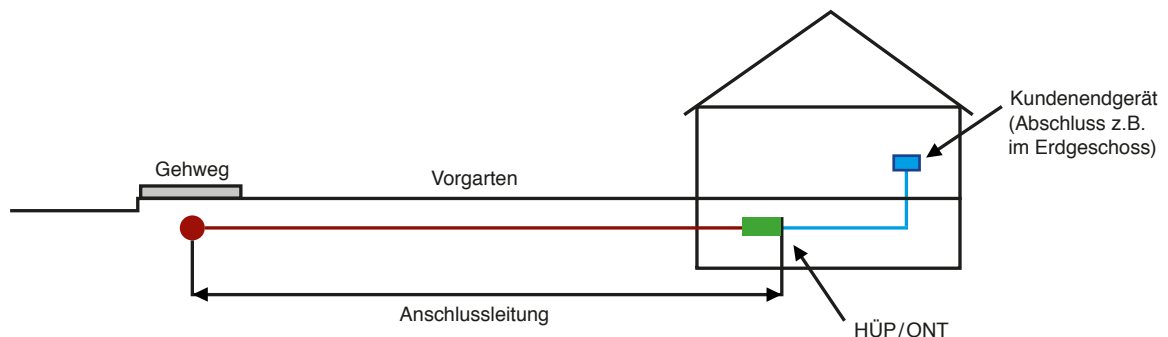 Kundenendgerät
(Abschluss z.B.
im Erdgeschoss)
Gehweg
Vorgarten
Anschlussleitung
HÜP/ONT